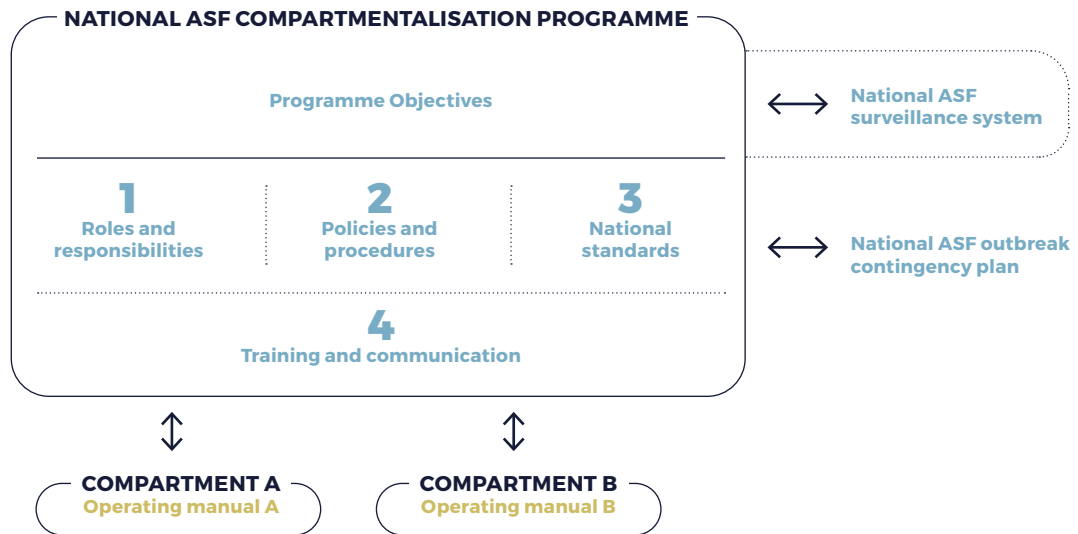 NATIONAL ASF COMPARTMENTALISATION PROGRAMME
Programme Objectives
National ASF
surveillance system
1
Roles and
responsibilities
2
Policies and
procedures
3
National
standards
National ASF outbreak
contingency plan
4
Training and communication
COMPARTMENT A
Operating manual A
COMPARTMENT B
Operating manual B